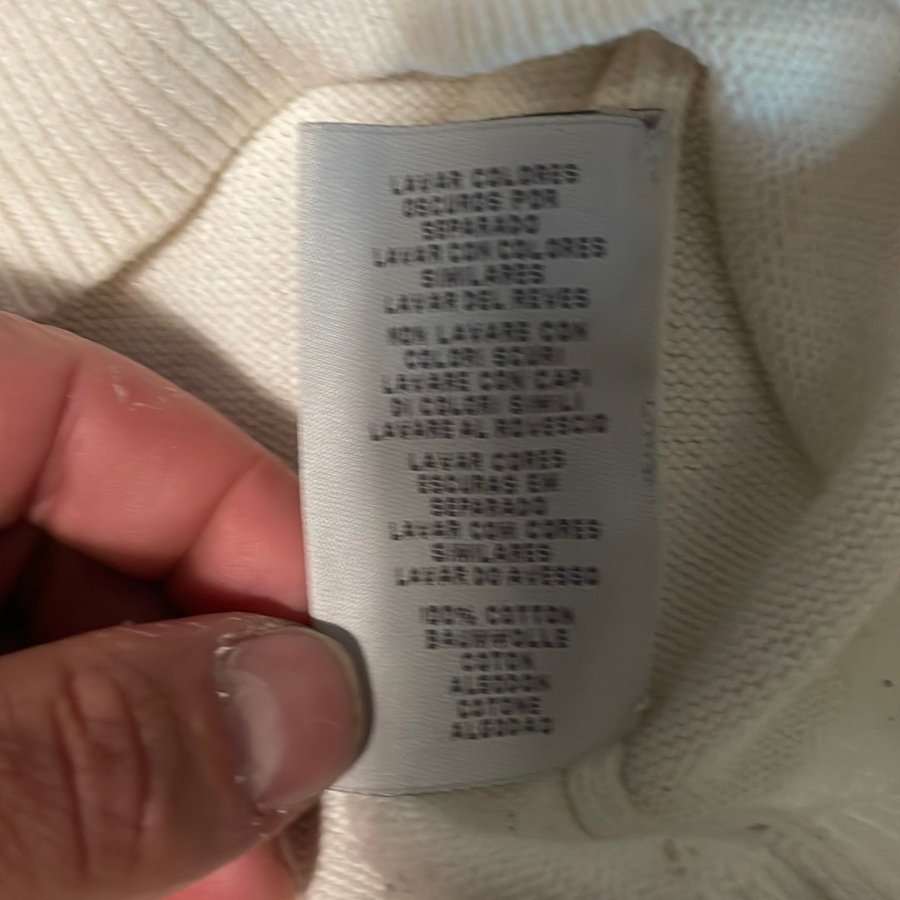 LAVAR COLORES
OSCUROS POR
SEPARADO
LAVAR CON COLORES
SIMILARES
LAVAR DEL REVES
NON LAVARE CON
COLORI SCURI
LAVARE CON CAPI
DI COLORI SIMILI
LAVARE AL ROVESCIO
LAVAR CORES
ESCURAS EM
SEPARADO
LAVAR COM CORES
SIMILARES
LAVAR DO AVESSO
100% COTTON
BAUMWOLLE
COTON
ALGODON
COTONE
ALGODAO